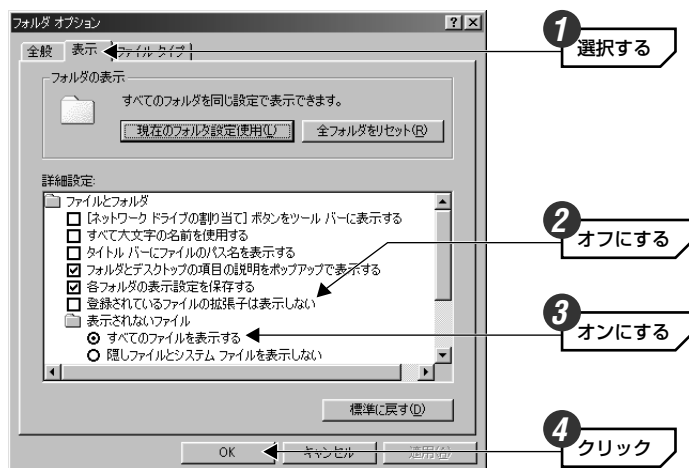 フォルダ オプション
? ×
全般 表示 ファイル タイプ
フォルダの表示
すべてのフォルダを同じ設定で表示できます。
現在のフォルダ設定使用(L) 全フォルダをリセット(R)
詳細設定:
ファイルとフォルダ
[ネットワーク ドライブの割り当て] ボタンをツール バーに表示する
すべて大文字の名前を使用する
タイトル バーにファイルのパス名を表示する
フォルダとデスクトップの項目の説明をポップアップで表示する
各フォルダの表示設定を保存する
登録されているファイルの拡張子は表示しない
表示されないファイル
すべてのファイルを表示する
隠しファイルとシステム ファイルを表示しない
標準に戻す(D)
OK キャンセル 適用(A)
1 選択する
2 オフにする
3 オンにする
4 クリック